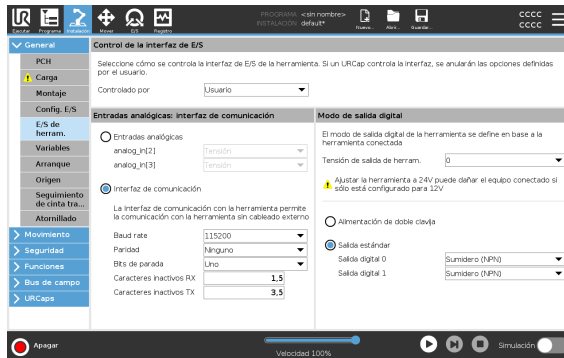 PROGRAMA <sin nombre>
INSTALACIÓN default*
Ejecutar Programa Instalación Mover E/S Registro
Nuevo... Abrir... Guardar...
CCCC
CCCC
General
PCH
Carga
Montaje
Config. E/S
E/S de
herram.
Variables
Arranque
Origen
Seguimiento
de cinta tra...
Atornillado
Movimiento
Seguridad
Funciones
Bus de campo
URCaps
Control de la interfaz de E/S
Seleccione cómo se controla la interfaz de E/S de la herramienta. Si un URCap controla la interfaz, se anularán las opciones definidas
por el usuario.
Controlado por Usuario
Entradas analógicas: interfaz de comunicación
Entradas analógicas
analog_in[2] Tensión
analog_in[3] Tensión
Interfaz de comunicación
La interfaz de comunicación con la herramienta permite
la comunicación con la herramienta sin cableado externo
Baud rate 115200
Paridad Ninguno
Bits de parada Uno
Caracteres inactivos RX 1,5
Caracteres inactivos TX 3,5
Modo de salida digital
El modo de salida digital de la herramienta se define en base a la
herramienta conectada
Tensión de salida de herram. 0
Ajustar la herramienta a 24V puede dañar el equipo conectado si
sólo está configurado para 12V
Alimentación de doble clavija
Salida estándar
Salida digital 0 Sumidero (NPN)
Salida digital 1 Sumidero (NPN)
Apagar
Velocidad 100%
Simulación